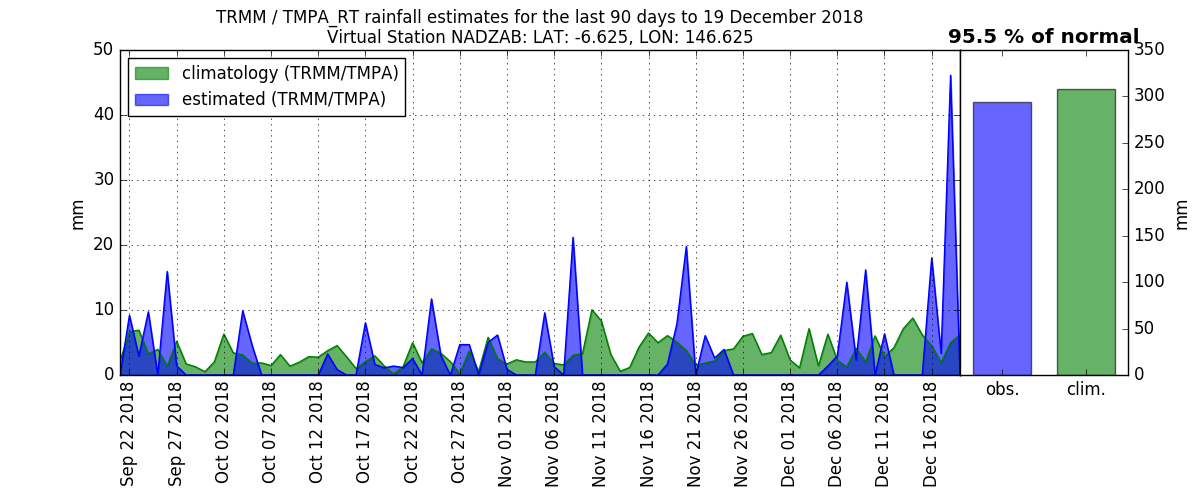 TRMM / TMPA_RT rainfall estimates for the last 90 days to 19 December 2018
Virtual Station NADZAB: LAT: -6.625, LON: 146.625
95.5 % of normal
climatology (TRMM/TMPA)
estimated (TRMM/TMPA)
50
40
30
20
10
0
mm
350
300
250
200
150
100
50
0
mm
Sep 22 2018
Sep 27 2018
Oct 02 2018
Oct 07 2018
Oct 12 2018
Oct 17 2018
Oct 22 2018
Oct 27 2018
Nov 01 2018
Nov 06 2018
Nov 11 2018
Nov 16 2018
Nov 21 2018
Nov 26 2018
Dec 01 2018
Dec 06 2018
Dec 11 2018
Dec 16 2018
obs.
clim.